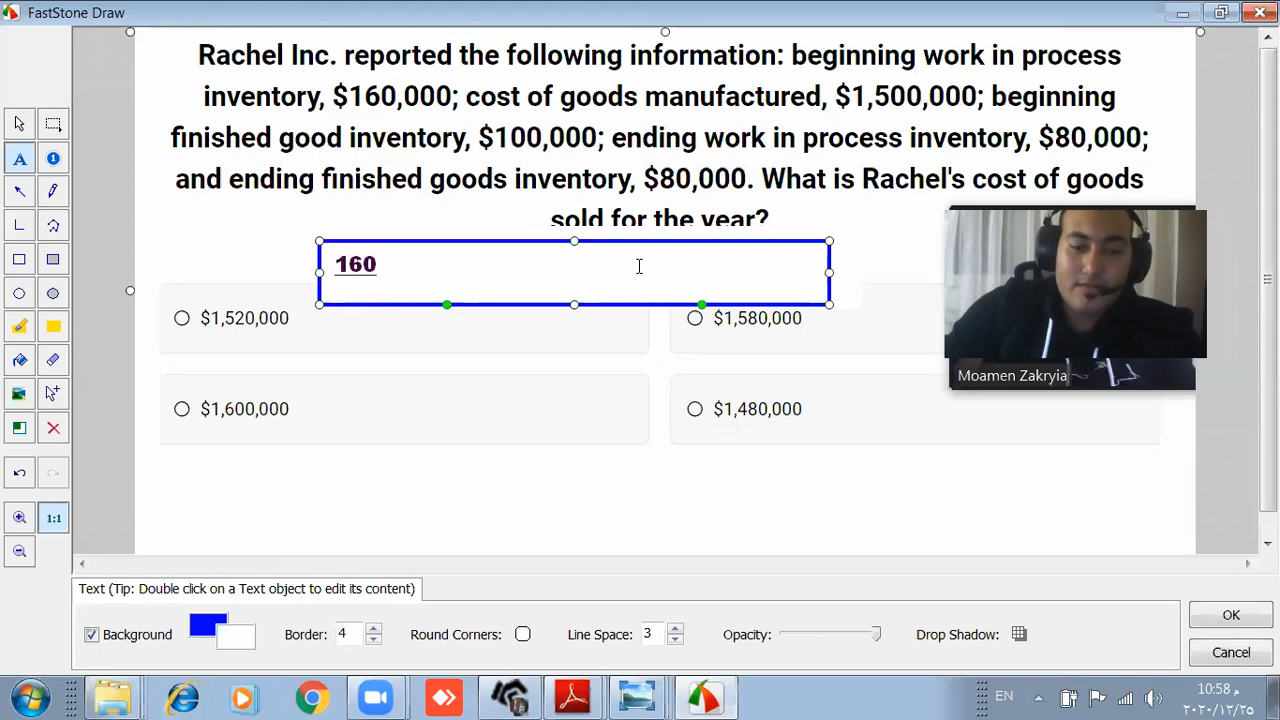 FastStone Draw
Rachel Inc. reported the following information: beginning work in process
inventory, $160,000; cost of goods manufactured, $1,500,000; beginning
finished good inventory, $100,000; ending work in process inventory, $80,000;
and ending finished goods inventory, $80,000. What is Rachel's cost of goods
sold for the year?
160
$1,520,000
$1,580,000
Moamen Zakryia
$1,600,000
$1,480,000
1:1
Text (Tip: Double click on a Text object to edit its content)
Background
Border: 4
Round Corners:
Line Space: 3
Opacity:
Drop Shadow:
OK
Cancel
EN
م 10:58
٢٠٢٠/١٢/٢٥